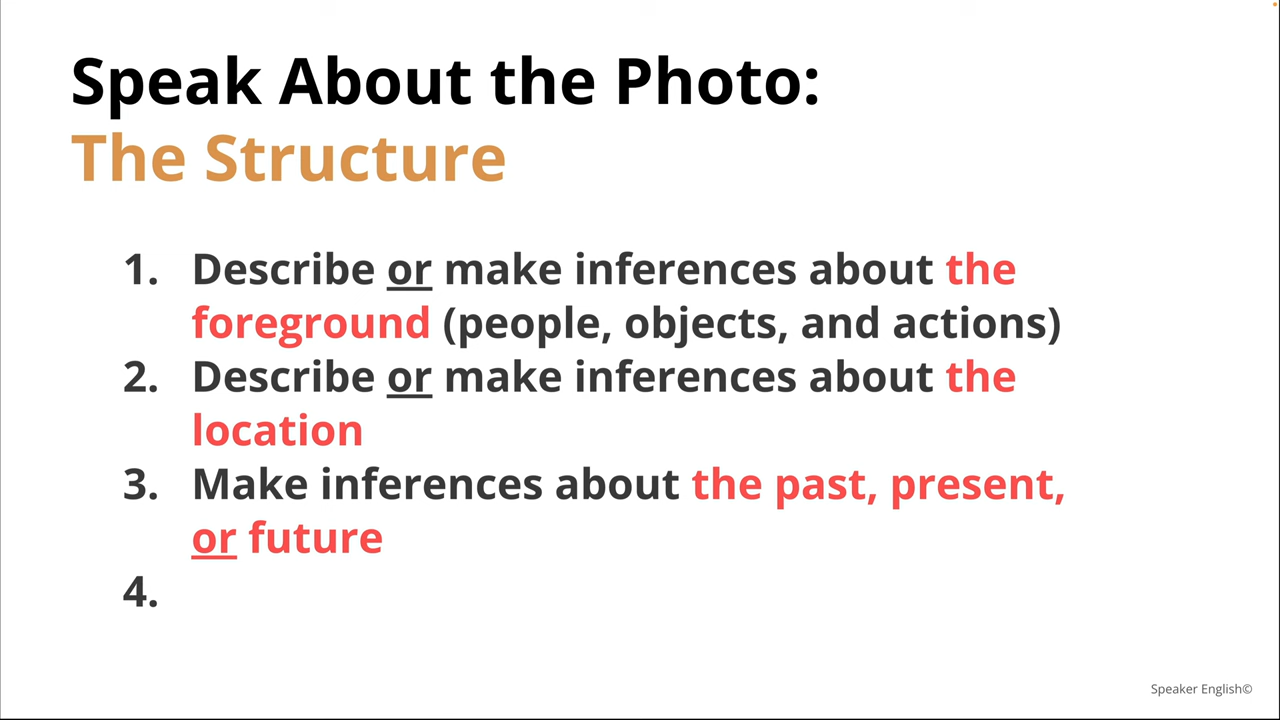 Speak About the Photo:
The Structure
1. Describe or make inferences about the
foreground (people, objects, and actions)
2. Describe or make inferences about the
location
3. Make inferences about the past, present,
or future
4.
Speaker English©